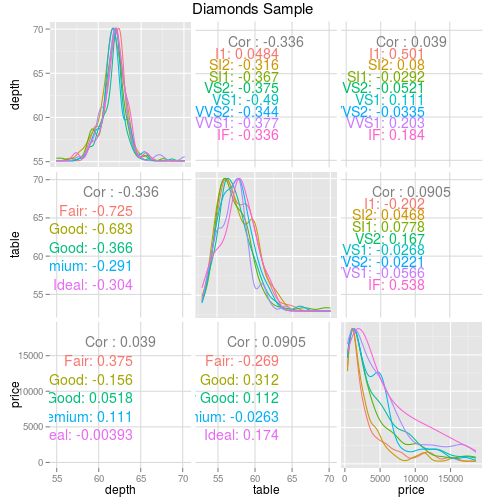 Diamonds Sample
depth
70
65
60
55
Cor : -0.336
I1: 0.0484
SI2: -0.316
SI1: -0.367
VS2: -0.375
VS1: -0.49
VVS2: -0.344
VVS1: -0.377
IF: -0.336
Cor : 0.039
I1: 0.501
SI2: 0.08
SI1: -0.0292
VS2: -0.0521
VS1: 0.111
VS2: -0.0335
VVS1: 0.203
IF: 0.184
table
70
65
60
55
Cor : -0.336
Fair: -0.725
Good: -0.683
Good: -0.366
mium: -0.291
Ideal: -0.304
Cor : 0.0905
I1: -0.202
SI2: 0.0468
SI1: 0.0778
VS2: 0.167
VS1: -0.0268
VS2: -0.0221
VS1: -0.0566
IF: 0.538
price
15000
10000
5000
0
Cor : 0.039
Fair: 0.375
Good: -0.156
Good: 0.0518
emium: 0.111
eal: -0.00393
Cor : 0.0905
Fair: -0.269
Good: 0.312
Good: 0.112
nium: -0.0263
Ideal: 0.174
55 60 65 70
55 60 65 70
0 5000 10000 15000
depth
table
price